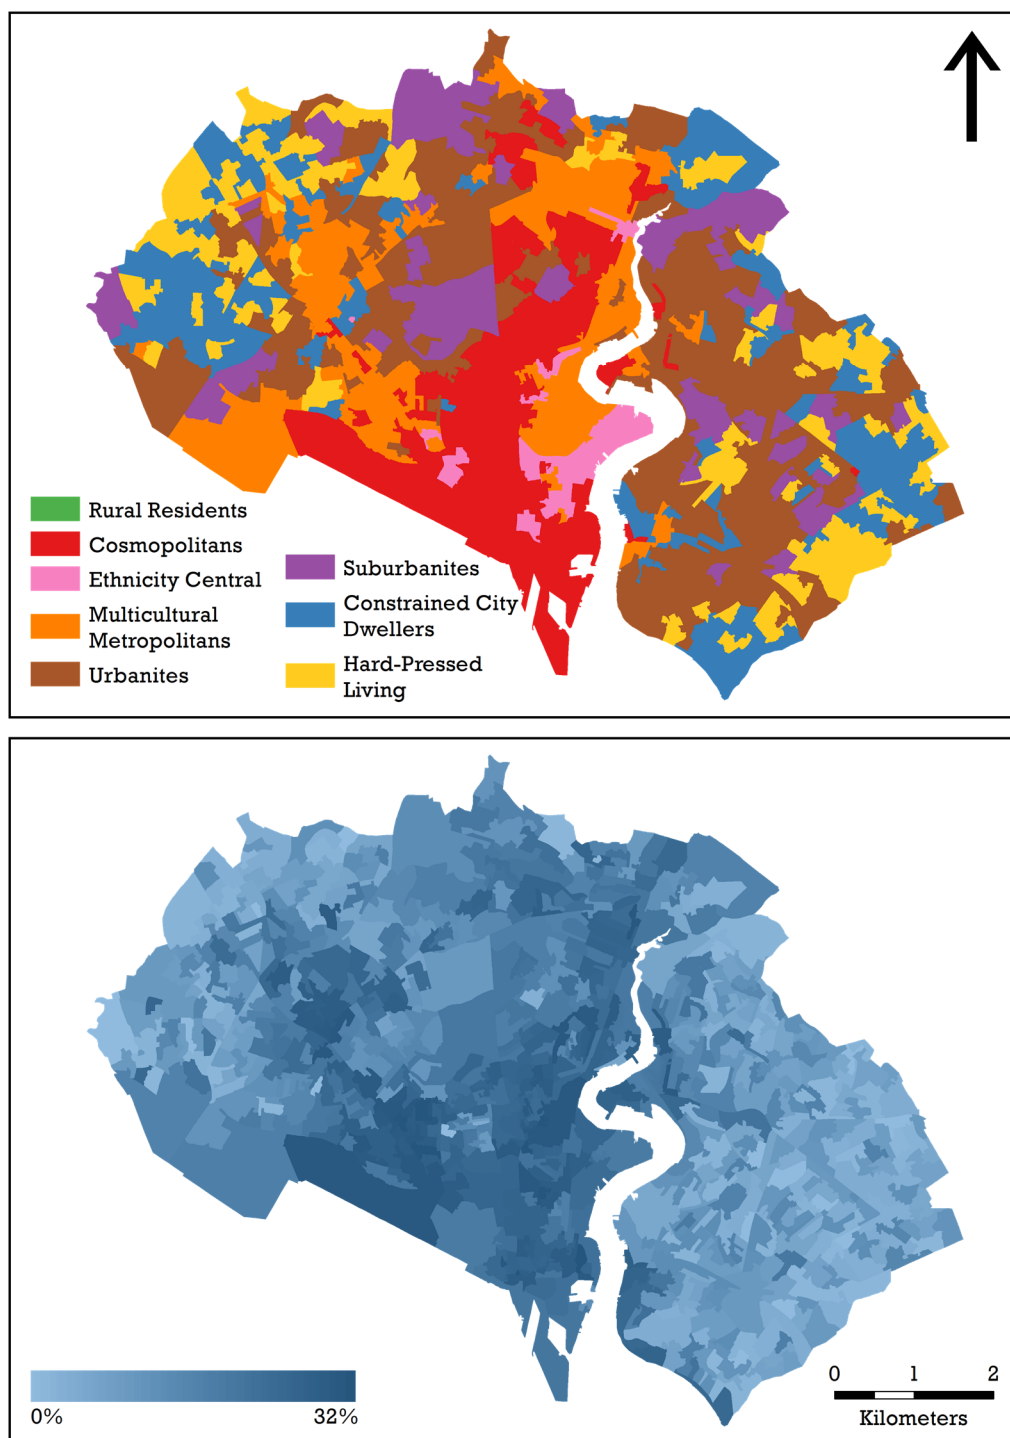 Rural Residents
Cosmopolitans
Ethnicity Central
Multicultural
Metropolitans
Urbanites
Suburbanites
Constrained City
Dwellers
Hard-Pressed
Living
0%
32%
0 1 2
Kilometers